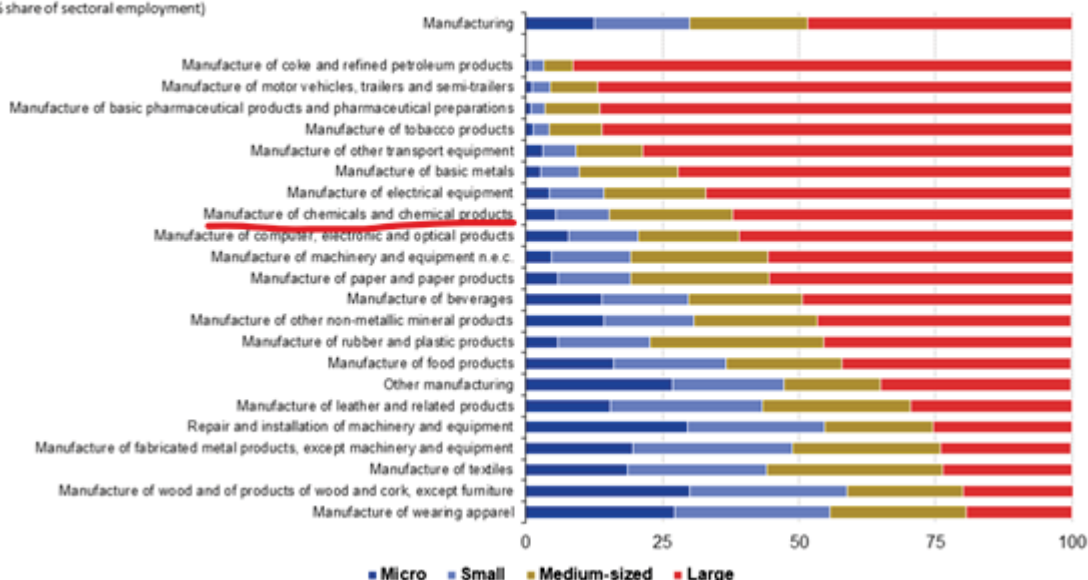 % share of sectoral employment)
Manufacturing
Manufacture of coke and refined petroleum products
Manufacture of motor vehicles, trailers and semi-trailers
Manufacture of basic pharmaceutical products and pharmaceutical preparations
Manufacture of tobacco products
Manufacture of other transport equipment
Manufacture of basic metals
Manufacture of electrical equipment
Manufacture of chemicals and chemical products
Manufacture of computer, electronic and optical products
Manufacture of machinery and equipment n.e.c.
Manufacture of paper and paper products
Manufacture of beverages
Manufacture of other non-metallic mineral products
Manufacture of rubber and plastic products
Manufacture of food products
Other manufacturing
Manufacture of leather and related products
Repair and installation of machinery and equipment
Manufacture of fabricated metal products, except machinery and equipment
Manufacture of textiles
Manufacture of wood and of products of wood and cork, except furniture
Manufacture of wearing apparel
0 25 50 75 100
Micro Small Medium-sized Large